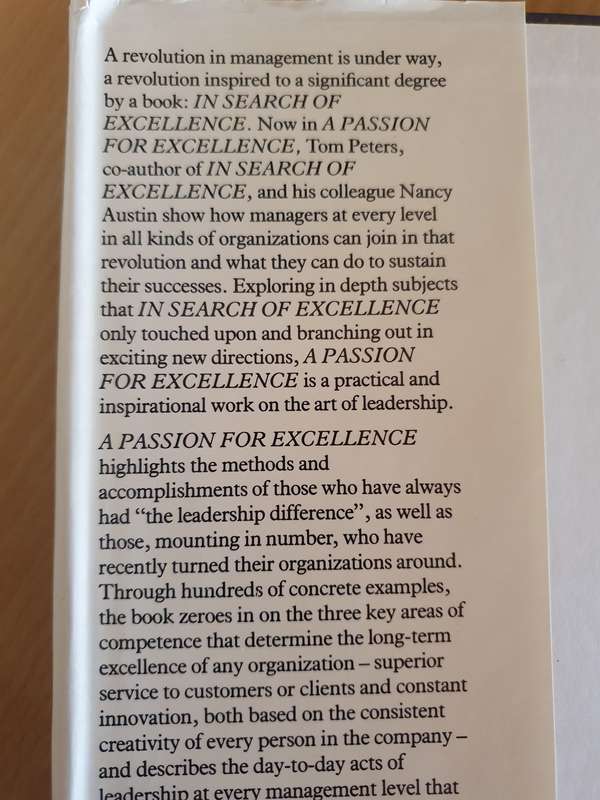 A revolution in management is under way,
a revolution inspired to a significant degree
by a book: IN SEARCH OF
EXCELLENCE. Now in A PASSION
FOR EXCELLENCE, Tom Peters,
co-author of IN SEARCH OF
EXCELLENCE, and his colleague Nancy
Austin show how managers at every level
in all kinds of organizations can join in that
revolution and what they can do to sustain
their successes. Exploring in depth subjects
that IN SEARCH OF EXCELLENCE
only touched upon and branching out in
exciting new directions, A PASSION
FOR EXCELLENCE is a practical and
inspirational work on the art of leadership.
A PASSION FOR EXCELLENCE
highlights the methods and
accomplishments of those who have always
had “the leadership difference”, as well as
those, mounting in number, who have
recently turned their organizations around.
Through hundreds of concrete examples,
the book zeroes in on the three key areas of
competence that determine the long-term
excellence of any organization – superior
service to customers or clients and constant
innovation, both based on the consistent
creativity of every person in the company –
and describes the day-to-day acts of
leadership at every management level that